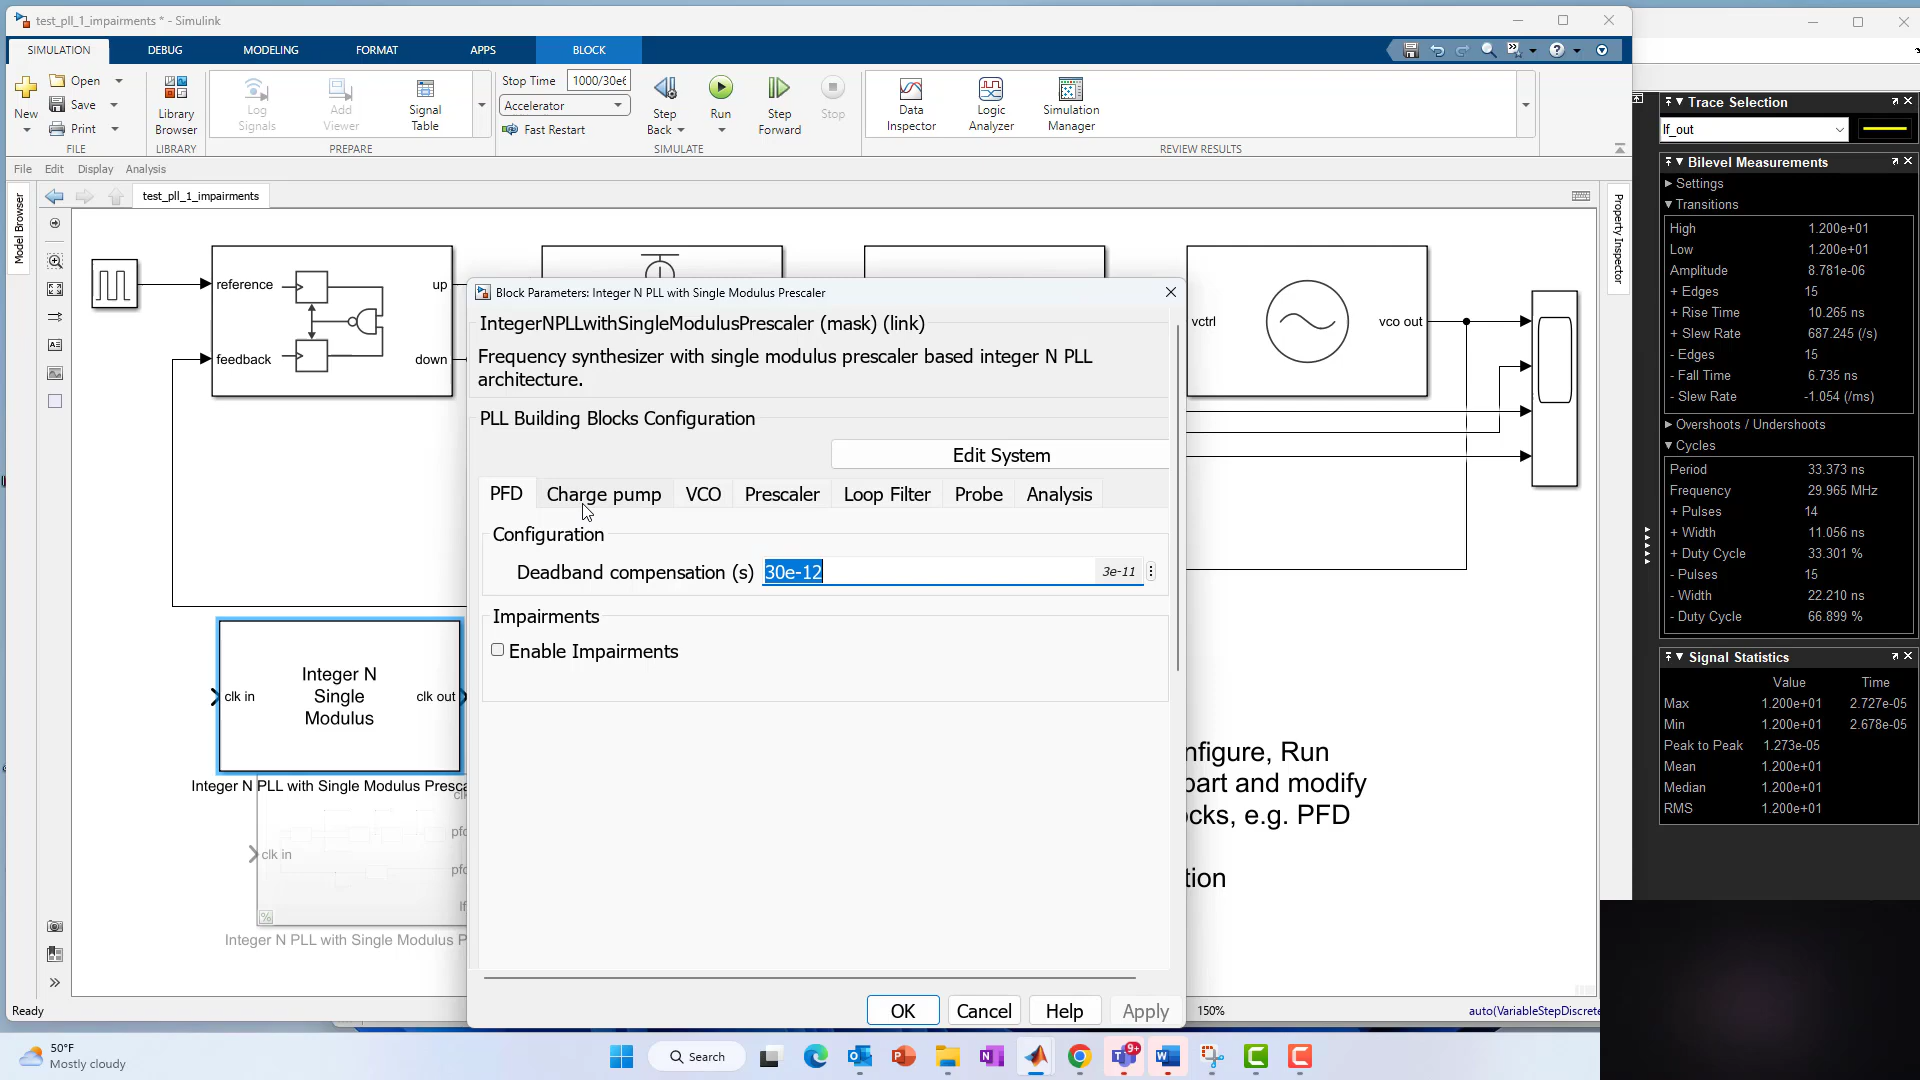 test_pll_1_impairments * - Simulink
SIMULATION
DEBUG
MODELING
FORMAT
APPS
BLOCK
New
Open
Save
Print
FILE
Library
Browser
LIBRARY
Log
Signals
Add
Viewer
Signal
Table
PREPARE
Stop Time 1000/30e6
Accelerator
Fast Restart
Step
Back
Run
Step
Forward
Stop
SIMULATE
Data
Inspector
Logic
Analyzer
Simulation
Manager
REVIEW RESULTS
File Edit Display Analysis
test_pll_1_impairments
Model Browser
Property Inspector
reference
up
feedback
down
vctrl
vco out
Block Parameters: Integer N PLL with Single Modulus Prescaler
IntegerNPLLwithSingleModulusPrescaler (mask) (link)
Frequency synthesizer with single modulus prescaler based integer N PLL
architecture.
PLL Building Blocks Configuration
Edit System
PFD
Charge pump
VCO
Prescaler
Loop Filter
Probe
Analysis
Configuration
Deadband compensation (s) 30e-12 3e-11
Impairments
Enable Impairments
OK
Cancel
Help
Apply
clk in
Integer N
Single
Modulus
clk out
Integer N PLL with Single Modulus Presca
clk in
Integer N PLL with Single Modulus P
nfigure, Run
part and modify
ocks, e.g. PFD
tion
Ready
150%
auto(VariableStepDiscrete
Trace Selection
lf_out
Bilevel Measurements
Settings
Transitions
High 1.200e+01
Low 1.200e+01
Amplitude 8.781e-06
+ Edges 15
+ Rise Time 10.265 ns
+ Slew Rate 687.245 (/s)
- Edges 15
- Fall Time 6.735 ns
- Slew Rate -1.054 (/ms)
Overshoots / Undershoots
Cycles
Period 33.373 ns
Frequency 29.965 MHz
+ Pulses 14
+ Width 11.056 ns
+ Duty Cycle 33.301 %
- Pulses 15
- Width 22.210 ns
- Duty Cycle 66.899 %
Signal Statistics
Value Time
Max 1.200e+01 2.727e-05
Min 1.200e+01 2.678e-05
Peak to Peak 1.273e-05
Mean 1.200e+01
Median 1.200e+01
RMS 1.200e+01
50°F
Mostly cloudy
Search
9+